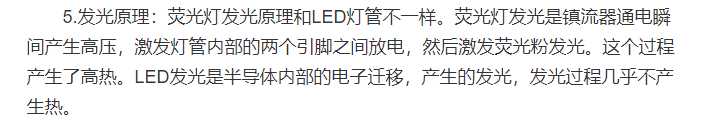 5.发光原理：荧光灯发光原理和LED灯管不一样。荧光灯发光是镇流器通电瞬
间产生高压，激发灯管内部的两个引脚之间放电，然后激发荧光粉发光。这个过程
产生了高热。LED发光是半导体内部的电子迁移，产生的发光，发光过程几乎不产
生热。